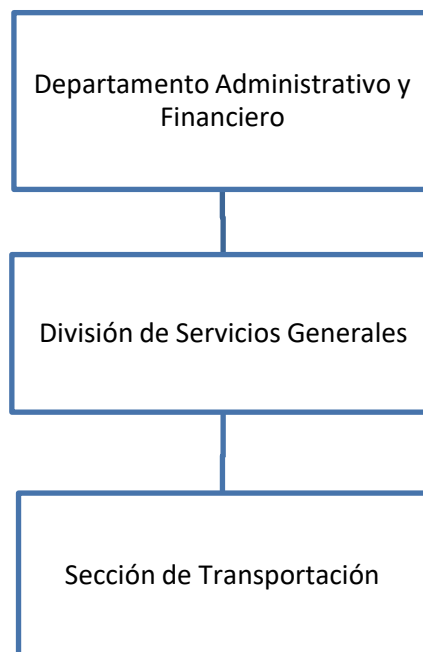 Departamento Administrativo y
Financiero
División de Servicios Generales
Sección de Transportación